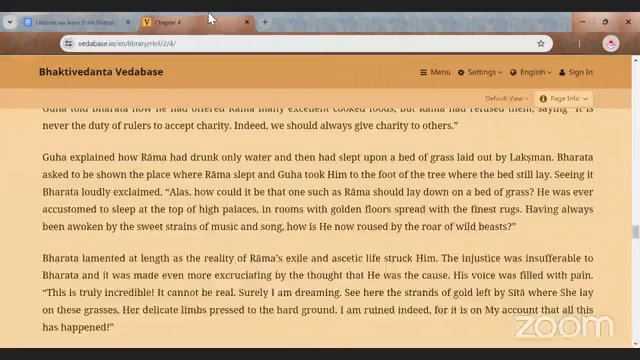 Lessons we learn from Bharata
Chapter 4
vedabase.io/en/library/rrkd/2/4/
Bhaktivedanta Vedabase
Menu Settings English Sign In
Default View Page Info
Guha told Bharata how he had offered Rāma many excellent cooked foods, but Rāma had refused them, saying "It is
is never the duty of rulers to accept charity. Indeed, we should always give charity to others."
Guha explained how Rāma had drunk only water and then had slept upon a bed of grass laid out by Lakṣman. Bharata
asked to be shown the place where Rāma slept and Guha took Him to the foot of the tree where the bed still lay. Seeing it
Bharata loudly exclaimed. "Alas, how could it be that one such as Rāma should lay down on a bed of grass? He was ever
accustomed to sleep at the top of high palaces, in rooms with golden floors spread with the finest rugs. Having always
been awoken by the sweet strains of music and song, how is He now roused by the roar of wild beasts?"
Bharata lamented at length as the reality of Rāma's exile and ascetic life struck Him. The injustice was insufferable to
Bharata and it was made even more excruciating by the thought that He was the cause. His voice was filled with pain.
"This is truly incredible! It cannot be real. Surely I am dreaming. See here the strands of gold left by Sītā where She lay
on these grasses, Her delicate limbs pressed to the hard ground. I am ruined indeed, for it is on My account that all this
has happened!"
zoom